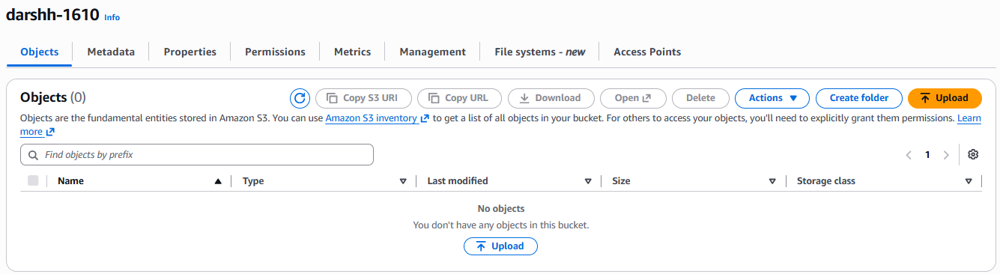 darshh-1610 Info
Objects Metadata Properties Permissions Metrics Management File systems - new Access Points
Objects (0) Copy S3 URI Copy URL Download Open Delete Actions Create folder Upload
Objects are the fundamental entities stored in Amazon S3. You can use Amazon S3 inventory to get a list of all objects in your bucket. For others to access your objects, you'll need to explicitly grant them permissions. Learn
more
Find objects by prefix 1
Name Type Last modified Size Storage class
No objects
You don't have any objects in this bucket.
Upload